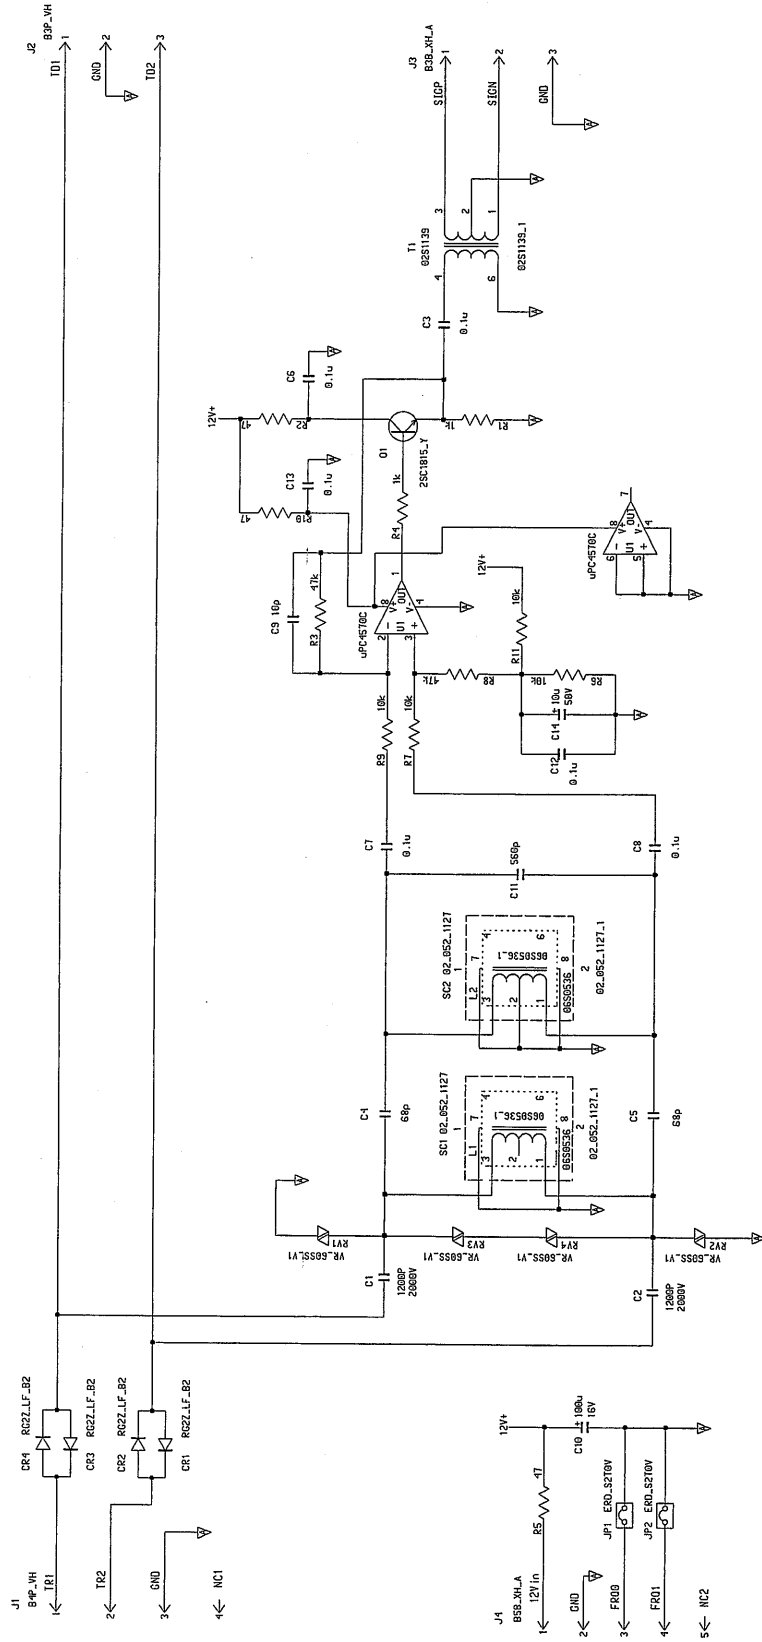 J2
B3P_VH
TD1
1
GND
2
TD2
3
J3
B3B_XH_A
SIGP
1
SIGN
2
GND
3
T1
02S1139
02S1139_1
3
2
1
4
6
C3
0.1u
C6
0.1u
12V+
47
R2
Q1
2SC1815_Y
1k
R1
C13
0.1u
47
R10
1k
R4
C9 10p
47k
R3
uPC4570C
2
3
1
8
4
V+
OUT
V-
U1
-
+
uPC4570C
6
5
7
8
4
V+
OUT
V-
U1
-
+
12V+
10k
R11
47k
R8
10k
R6
10u
50V
C14
C12
0.1u
10k
R9
10k
R7
C7
0.1u
C8
0.1u
560p
C11
SC2 02_052_1127
1
L2
7
4
3
2
1
6
8
06S0536_1
06S0536
2
02_052_1127_1
SC1 02_052_1127
1
L1
7
4
3
2
1
6
8
06S0536_1
06S0536
2
02_052_1127_1
C4
68p
C5
68p
RV1
VR_60SS_V1
RV3
VR_60SS_V1
RV4
VR_60SS_V1
RV2
VR_60SS_V1
C1
1200P
2000V
C2
1200P
2000V
CR4
RG2Z_LF_B2
CR3
RG2Z_LF_B2
CR2
RG2Z_LF_B2
CR1
RG2Z_LF_B2
J1
B4P_VH
TR1
1
TR2
2
GND
3
4
NC1
J4
B5B_XH_A
12Vin
1
GND
2
FRQ0
3
FRQ1
4
5
NC2
R5
47
12V+
C10
100u
16V
JP1 ERD_S2T0V
JP2 ERD_S2T0V